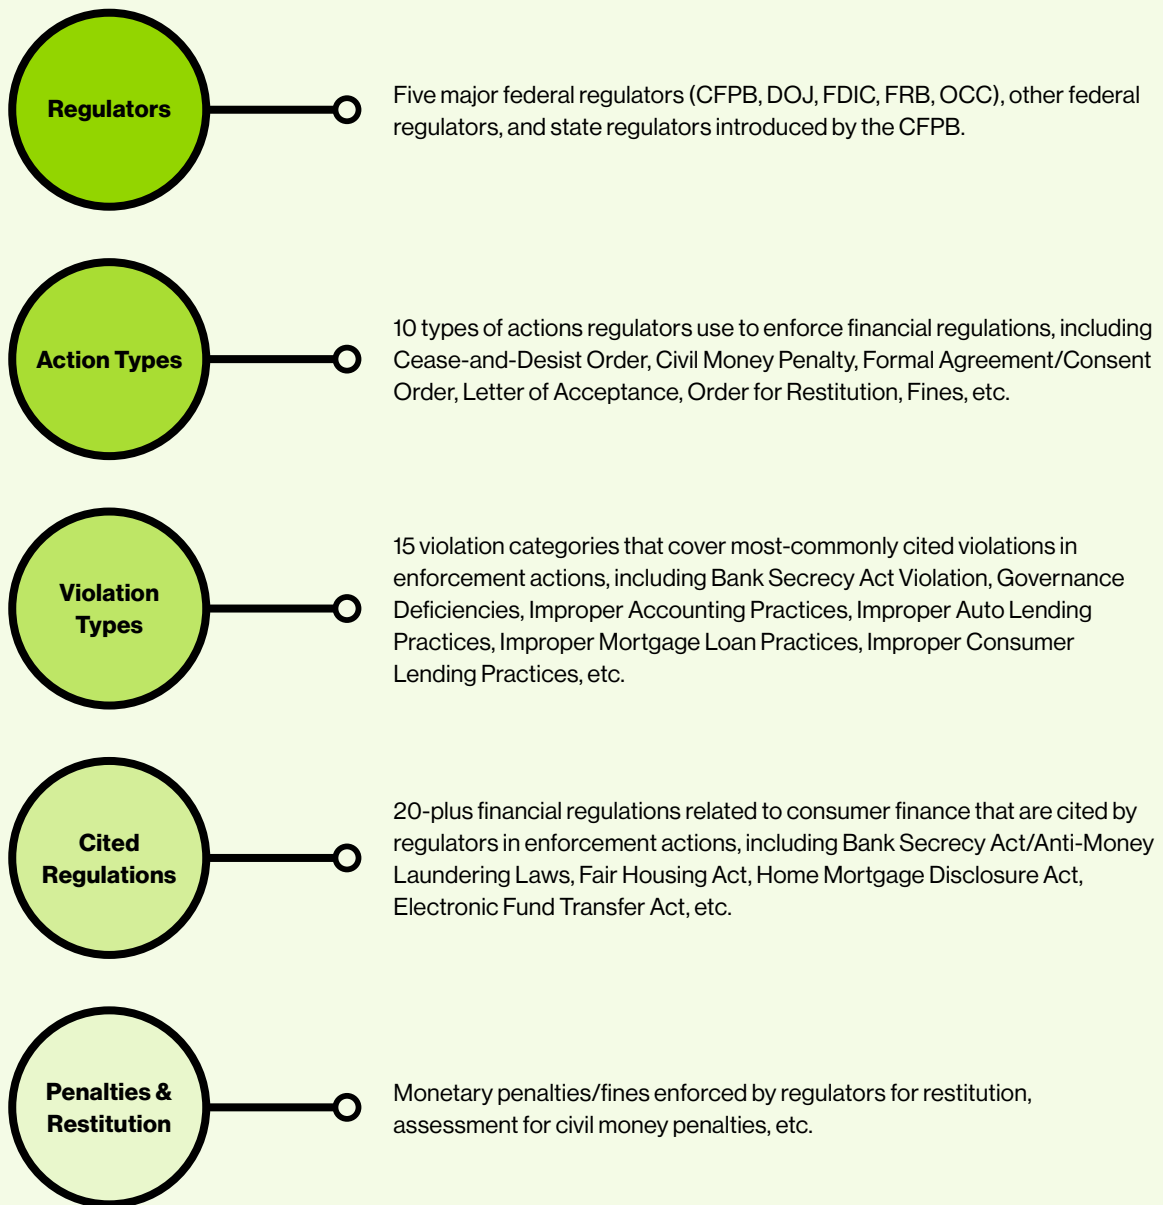 Regulators
Five major federal regulators (CFPB, DOJ, FDIC, FRB, OCC), other federal
regulators, and state regulators introduced by the CFPB.
Action Types
10 types of actions regulators use to enforce financial regulations, including
Cease-and-Desist Order, Civil Money Penalty, Formal Agreement/Consent
Order, Letter of Acceptance, Order for Restitution, Fines, etc.
Violation
Types
15 violation categories that cover most-commonly cited violations in
enforcement actions, including Bank Secrecy Act Violation, Governance
Deficiencies, Improper Accounting Practices, Improper Auto Lending
Practices, Improper Mortgage Loan Practices, Improper Consumer
Lending Practices, etc.
Cited
Regulations
20-plus financial regulations related to consumer finance that are cited by
regulators in enforcement actions, including Bank Secrecy Act/Anti-Money
Laundering Laws, Fair Housing Act, Home Mortgage Disclosure Act,
Electronic Fund Transfer Act, etc.
Penalties &
Restitution
Monetary penalties/fines enforced by regulators for restitution,
assessment for civil money penalties, etc.